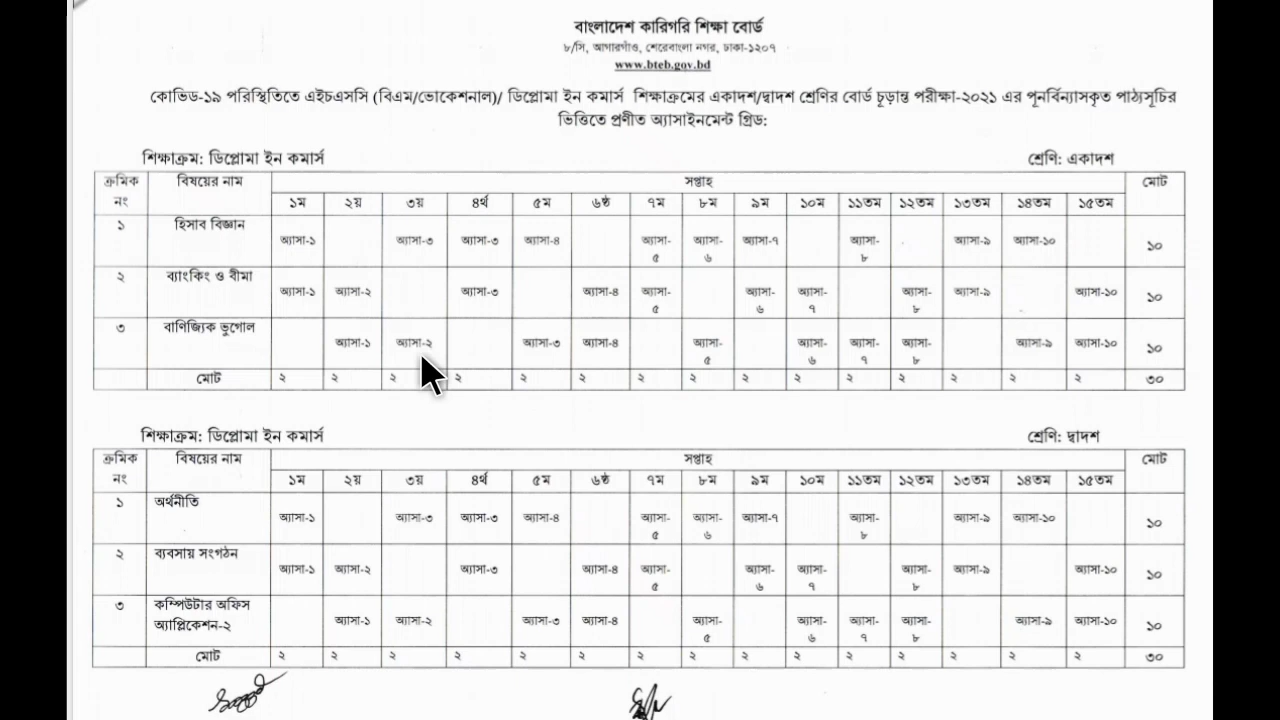 বাংলাদেশ কারিগরি শিক্ষা বোর্ড
৮/সি, আগারগাঁও, শেরেবাংলা নগর, ঢাকা-১২০৭
www.bteb.gov.bd
কোভিড-১৯ পরিস্থিতিতে এইচএসসি (বিএম/ভোকেশনাল)/ ডিপ্লোমা ইন কমার্স শিক্ষাক্রমের একাদশ/দ্বাদশ শ্রেণির বোর্ড চূড়ান্ত পরীক্ষা-২০২১ এর পূনর্বিন্যাসকৃত পাঠ্যসূচির
ভিত্তিতে প্রণীত অ্যাসাইনমেন্ট গ্রিড:
শিক্ষাক্রম: ডিপ্লোমা ইন কমার্স শ্রেণি: একাদশ
ক্রমিক বিষয়ের নাম সপ্তাহ মোট
নং ১ম ২য় ৩য় ৪র্থ ৫ম ৬ষ্ঠ ৭ম ৮ম ৯ম ১০ম ১১তম ১২তম ১৩তম ১৪তম ১৫তম
১ হিসাব বিজ্ঞান
অ্যাসা-১ অ্যাসা-৩ অ্যাসা-৩ অ্যাসা-৪ অ্যাসা- অ্যাসা- অ্যাসা-৭ অ্যাসা- অ্যাসা-৯ অ্যাসা-১০ ১০
৫ ৬ ৮
২ ব্যাংকিং ও বীমা
অ্যাসা-১ অ্যাসা-২ অ্যাসা-৩ অ্যাসা-৪ অ্যাসা- অ্যাসা- অ্যাসা- অ্যাসা- অ্যাসা-৯ অ্যাসা-১০ ১০
৫ ৬ ৭ ৮
৩ বাণিজ্যিক ভুগোল
অ্যাসা-১ অ্যাসা-২ অ্যাসা-৩ অ্যাসা-৪ অ্যাসা- অ্যাসা- অ্যাসা- অ্যাসা- অ্যাসা-৯ অ্যাসা-১০ ১০
৫ ৬ ৭ ৮
মোট ২ ২ ২ ২ ২ ২ ২ ২ ২ ২ ২ ২ ২ ২ ২ ৩০
শিক্ষাক্রম: ডিপ্লোমা ইন কমার্স শ্রেণি: দ্বাদশ
ক্রমিক বিষয়ের নাম সপ্তাহ মোট
নং ১ম ২য় ৩য় ৪র্থ ৫ম ৬ষ্ঠ ৭ম ৮ম ৯ম ১০ম ১১তম ১২তম ১৩তম ১৪তম ১৫তম
১ অর্থনীতি
অ্যাসা-১ অ্যাসা-৩ অ্যাসা-৩ অ্যাসা-৪ অ্যাসা- অ্যাসা- অ্যাসা-৭ অ্যাসা- অ্যাসা-৯ অ্যাসা-১০ ১০
৫ ৬ ৮
২ ব্যবসায় সংগঠন
অ্যাসা-১ অ্যাসা-২ অ্যাসা-৩ অ্যাসা-৪ অ্যাসা- অ্যাসা- অ্যাসা- অ্যাসা- অ্যাসা-৯ অ্যাসা-১০ ১০
৫ ৬ ৭ ৮
৩ কম্পিউটার অফিস
অ্যাপ্লিকেশন-২ অ্যাসা-১ অ্যাসা-২ অ্যাসা-৩ অ্যাসা-৪ অ্যাসা- অ্যাসা- অ্যাসা- অ্যাসা- অ্যাসা-৯ অ্যাসা-১০ ১০
৫ ৬ ৭ ৮
মোট ২ ২ ২ ২ ২ ২ ২ ২ ২ ২ ২ ২ ২ ২ ২ ৩০